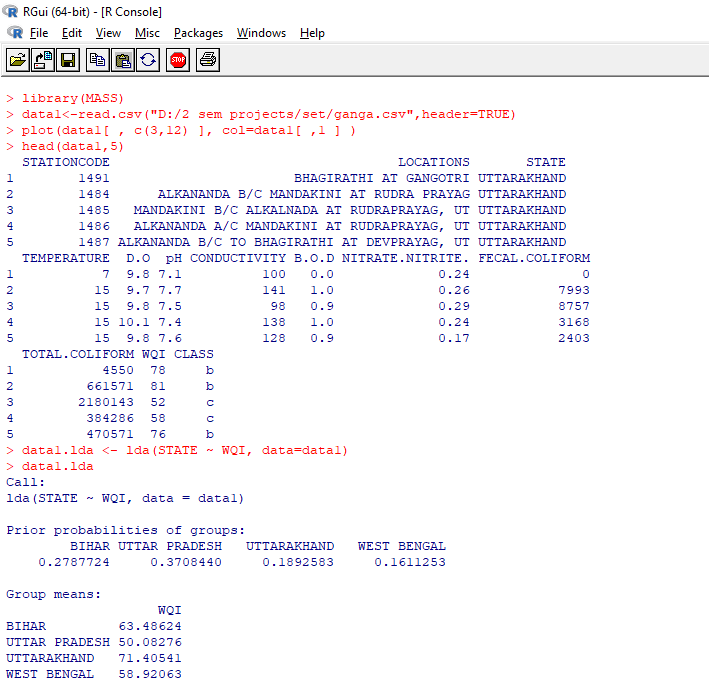 RGui (64-bit) - [R Console]
File Edit View Misc Packages Windows Help
STOP
> library(MASS)
> data1<-read.csv("D:/2 sem projects/set/ganga.csv",header=TRUE)
> plot(data1[ , c(3,12) ], col=data1[ ,1 ] )
> head(data1,5)
  STATIONCODE                                      LOCATIONS       STATE
1        1491                        BHAGIRATHI AT GANGOTRI UTTARAKHAND
2        1484      ALKANANDA B/C MANDAKINI AT RUDRA PRAYAG UTTARAKHAND
3        1485   MANDAKINI B/C ALKALNADA AT RUDRAPRAYAG, UT UTTARAKHAND
4        1486   ALKANANDA A/C MANDAKINI AT RUDRAPRAYAG, UT UTTARAKHAND
5        1487 ALKANANDA B/C TO BHAGIRATHI AT DEVPRAYAG, UT UTTARAKHAND
  TEMPERATURE  D.O  pH CONDUCTIVITY B.O.D NITRATE.NITRITE. FECAL.COLIFORM
1           7  9.8 7.1          100   0.0             0.24              0
2          15  9.7 7.7          141   1.0             0.26           7993
3          15  9.8 7.5           98   0.9             0.29           8757
4          15 10.1 7.4          138   1.0             0.24           3168
5          15  9.8 7.6          128   0.9             0.17           2403
  TOTAL.COLIFORM WQI CLASS
1           4550  78     b
2         661571  81     b
3        2180143  52     c
4         384286  58     c
5         470571  76     b
> data1.lda <- lda(STATE ~ WQI, data=data1)
> data1.lda
Call:
lda(STATE ~ WQI, data = data1)
Prior probabilities of groups:
        BIHAR UTTAR PRADESH   UTTARAKHAND   WEST BENGAL
    0.2787724     0.3708440     0.1892583     0.1611253
Group means:
                   WQI
BIHAR         63.48624
UTTAR PRADESH 50.08276
UTTARAKHAND   71.40541
WEST BENGAL   58.92063